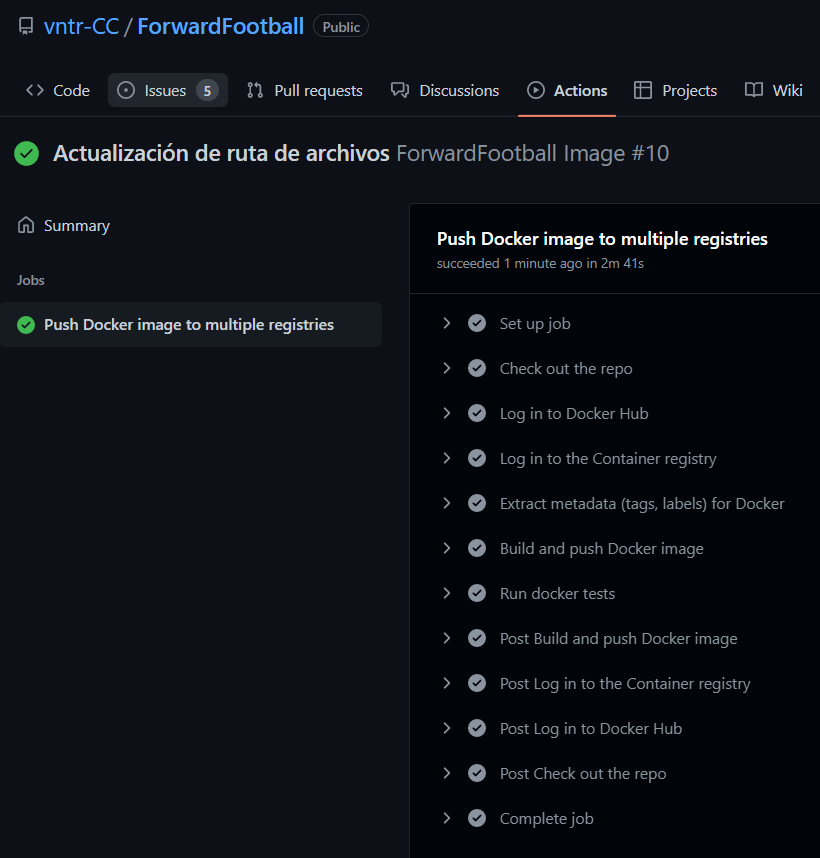 vntr-CC / ForwardFootball Public
Code Issues 5 Pull requests Discussions Actions Projects Wiki
Actualización de ruta de archivos ForwardFootball Image #10
Summary
Jobs
Push Docker image to multiple registries
Push Docker image to multiple registries
succeeded 1 minute ago in 2m 41s
Set up job
Check out the repo
Log in to Docker Hub
Log in to the Container registry
Extract metadata (tags, labels) for Docker
Build and push Docker image
Run docker tests
Post Build and push Docker image
Post Log in to the Container registry
Post Log in to Docker Hub
Post Check out the repo
Complete job